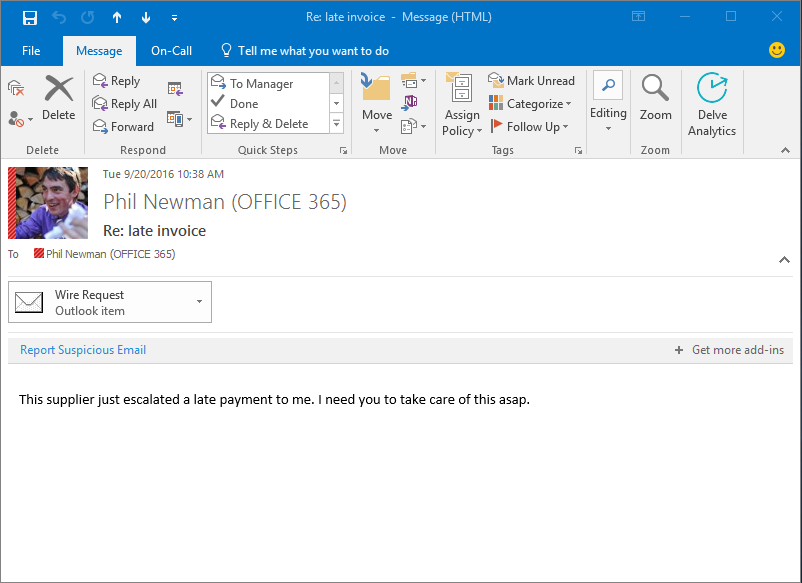 Re: late invoice - Message (HTML)
File Message On-Call Tell me what you want to do
Delete
Reply
Reply All
Forward
To Manager
Done
Reply & Delete
Move
Assign Policy
Mark Unread
Categorize
Follow Up
Editing
Zoom
Delve Analytics
Delete Respond Quick Steps Move Tags Zoom
Tue 9/20/2016 10:38 AM
Phil Newman (OFFICE 365)
Re: late invoice
To Phil Newman (OFFICE 365)
Wire Request
Outlook item
Report Suspicious Email + Get more add-ins
This supplier just escalated a late payment to me. I need you to take care of this asap.